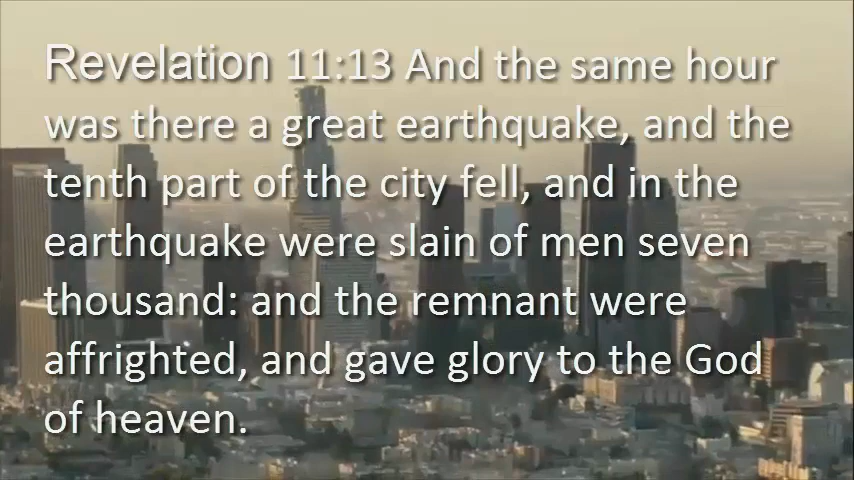 Revelation 11:13 And the same hour
was there a great earthquake, and the
tenth part of the city fell, and in the
earthquake were slain of men seven
thousand: and the remnant were
affrighted, and gave glory to the God
of heaven.